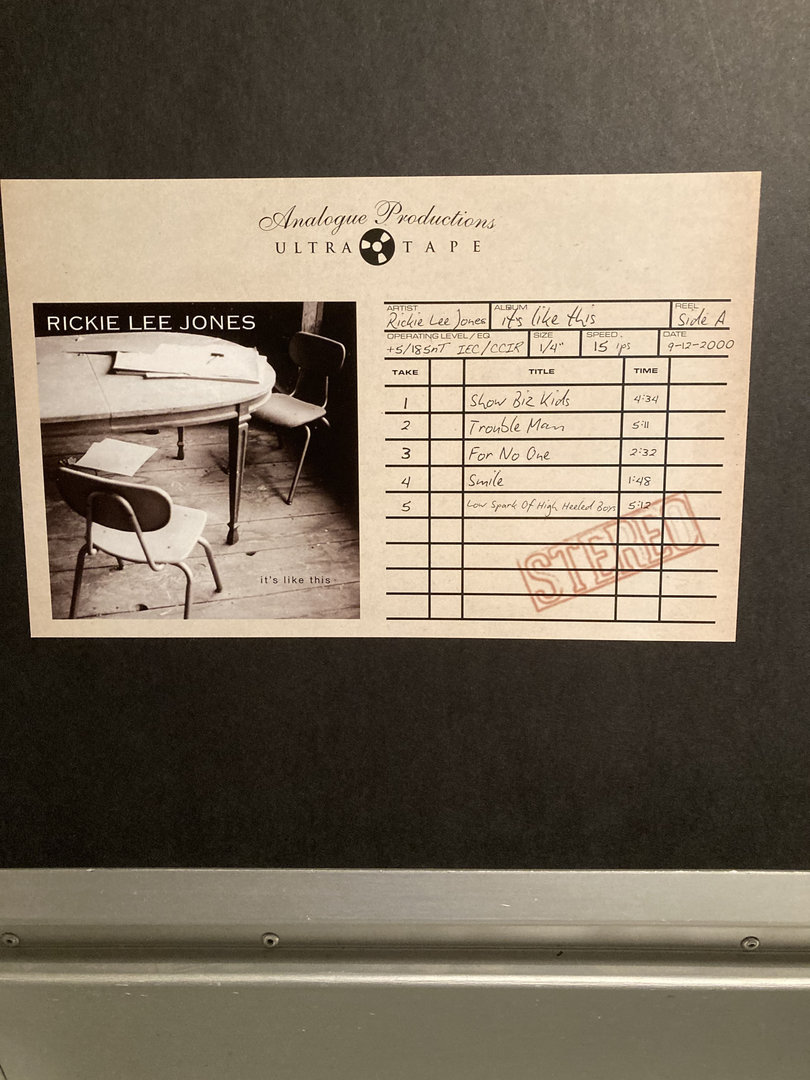 Analogue Productions
ULTRA TAPE
RICKIE LEE JONES
it's like this
ARTIST Rickie Lee Jones ALBUM it's like this REEL Side A
OPERATING LEVEL / EQ +5/185nT IEC/CCIR SIZE 1/4" SPEED 15 ips DATE 9-12-2000
TAKE TITLE TIME
1 Show Biz Kids 4:34
2 Trouble Man 5:11
3 For No One 2:32
4 Smile 1:48
5 Low Spark Of High Heeled Boys 5:12
STEREO